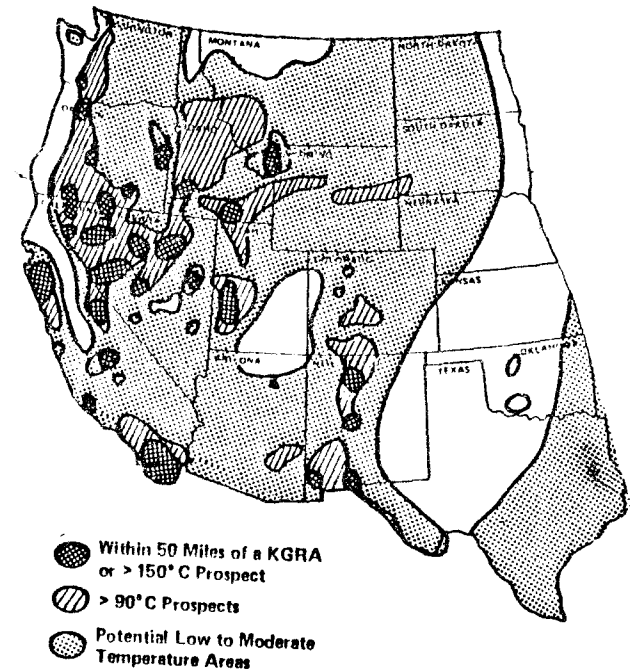 MONTANA
NORTH DAKOTA
SOUTH DAKOTA
IDAHO
NEBRASKA
KANSAS
OKLAHOMA
TEXAS
Within 50 Miles of a KGRA
or > 150° C Prospect
> 90° C Prospects
Potential Low to Moderate
Temperature Areas